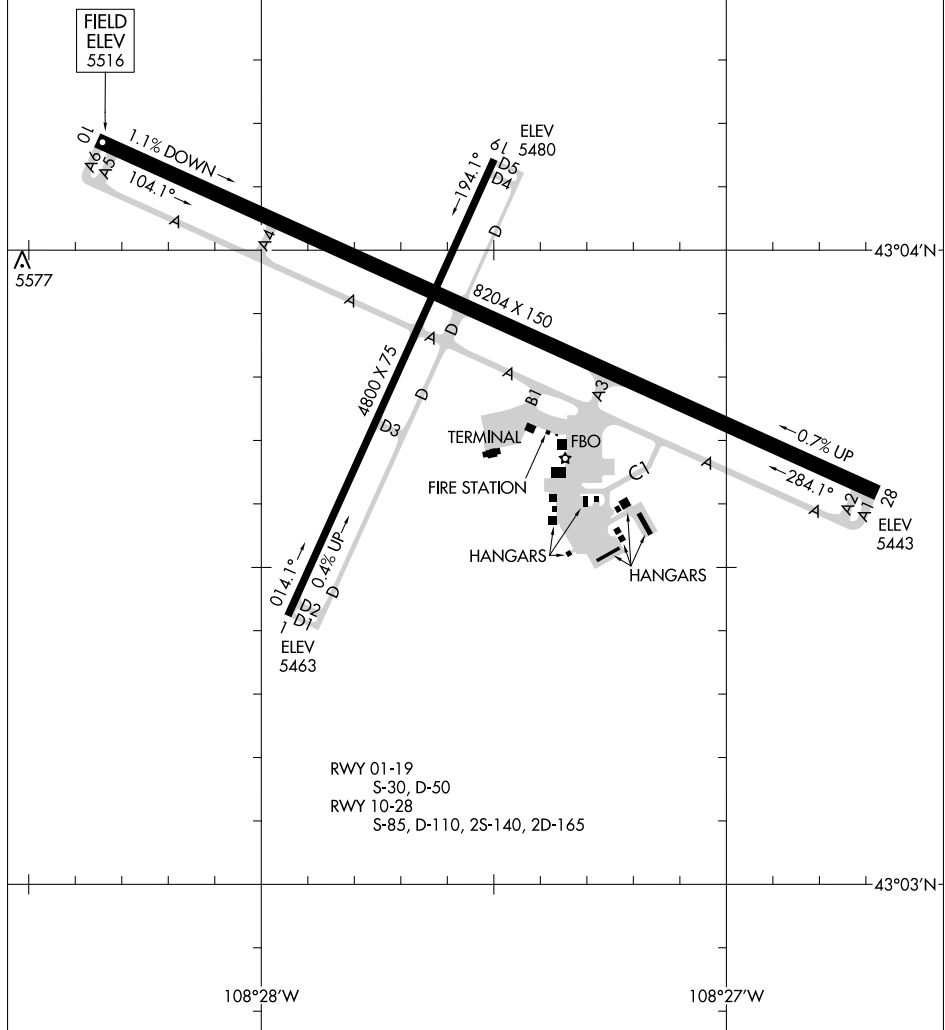 FIELD
ELEV
5516
10
1.1% DOWN
104.1°
A6
A5
A
A4
ELEV
5480
19
D5
D4
194.1°
D
43°04'N
5577
A
8204 X 150
A
D
A
4800 X 75
D
D3
B1
A3
TERMINAL
FBO
FIRE STATION
C1
A
0.7% UP
284.1°
A
A2
A1
28
ELEV
5443
HANGARS
HANGARS
014.1°
0.4% UP
D
D2
D1
1
ELEV
5463
RWY 01-19
S-30, D-50
RWY 10-28
S-85, D-110, 2S-140, 2D-165
43°03'N
108°28'W
108°27'W